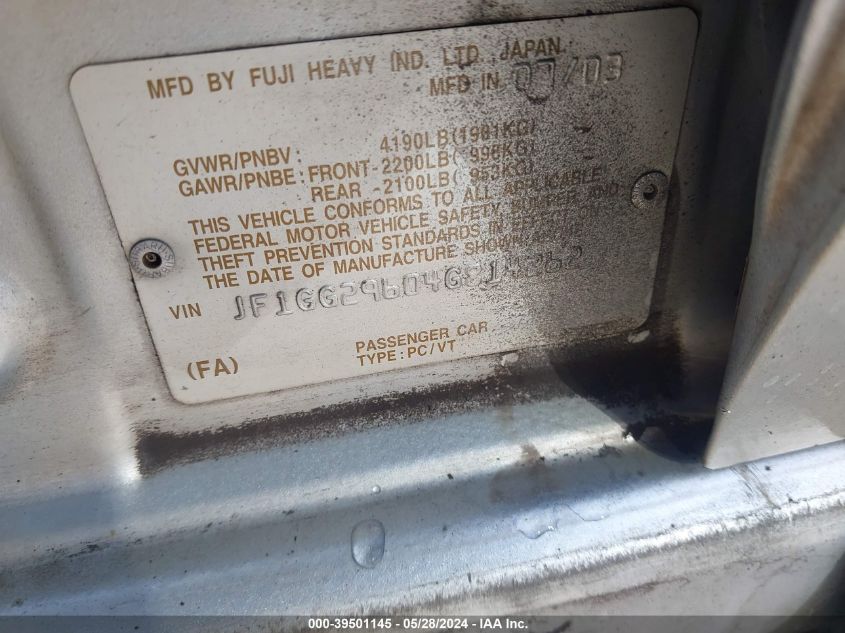 MFD BY FUJI HEAVY IND. LTD. JAPAN.
MFD IN 07/03
GVWR/PNBV: 4190LB(1901KG)
GAWR/PNBE: FRONT-2200LB( 998KG)
REAR -2100LB( 953KG)
THIS VEHICLE CONFORMS TO ALL APPLICABLE
FEDERAL MOTOR VEHICLE SAFETY BUMPER, AND
THEFT PREVENTION STANDARDS IN EFFECT ON
THE DATE OF MANUFACTURE SHOWN ABOVE
VIN JF1GG29604G814262
PASSENGER CAR
(FA) TYPE: PC/VT
000-39501145 - 05/28/2024 - IAA Inc.